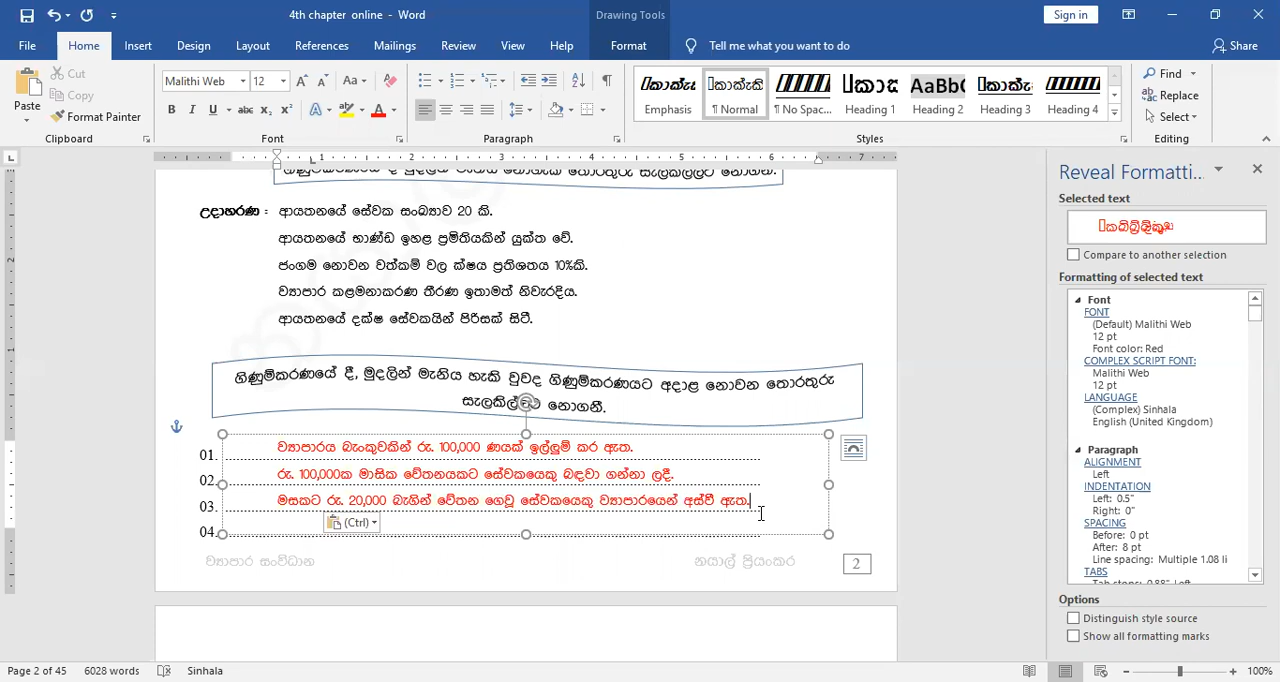 4th chapter online - Word
Drawing Tools
Sign in
File Home Insert Design Layout References Mailings Review View Help Format Tell me what you want to do Share
Paste
Cut
Copy
Format Painter
Clipboard
Malithi Web 12
Font
Paragraph
Emphasis
¶ Normal
¶ No Spac...
Heading 1
Heading 2
Heading 3
Heading 4
Styles
Find
Replace
Select
Editing
උදාහරණ : ආයතනයේ සේවක සංඛ්‍යාව 20 කි.
ආයතනයේ භාණ්ඩ ඉහළ ප්‍රමිතියකින් යුක්ත වේ.
ජංගම නොවන වත්කම් වල ක්ෂය ප්‍රතිශතය 10%කි.
ව්‍යාපාර කළමනාකරණ තීරණ ඉතාමත් නිවැරදිය.
ආයතනයේ දක්ෂ සේවකයින් පිරිසක් සිටී.
ගිණුම්කරණයේ දී, මුදලින් මැනිය හැකි වුවද ගිණුම්කරණයට අදාළ නොවන තොරතුරු
සැලකිල්ලට නොගනී.
01. ව්‍යාපාරය බැංකුවකින් රු. 100,000 ණයක් ඉල්ලුම් කර ඇත.
02. රු. 100,000ක මාසික වේතනයකට සේවකයෙකු බඳවා ගන්නා ලදී.
03. මසකට රු. 20,000 බැගින් වේතන ගෙවූ සේවකයෙකු ව්‍යාපාරයෙන් අස්වී ඇත.
(Ctrl)
04.
ව්‍යාපාර සංවිධාන
නයාල් ප්‍රියංකර 2
Reveal Formatti...
Selected text
Compare to another selection
Formatting of selected text
Font
FONT
(Default) Malithi Web
12 pt
Font color: Red
COMPLEX SCRIPT FONT:
Malithi Web
12 pt
LANGUAGE
(Complex) Sinhala
English (United Kingdom)
Paragraph
ALIGNMENT
Left
INDENTATION
Left: 0.5"
Right: 0"
SPACING
Before: 0 pt
After: 8 pt
Line spacing: Multiple 1.08 li
TABS
Options
Distinguish style source
Show all formatting marks
Page 2 of 45 6028 words Sinhala 100%